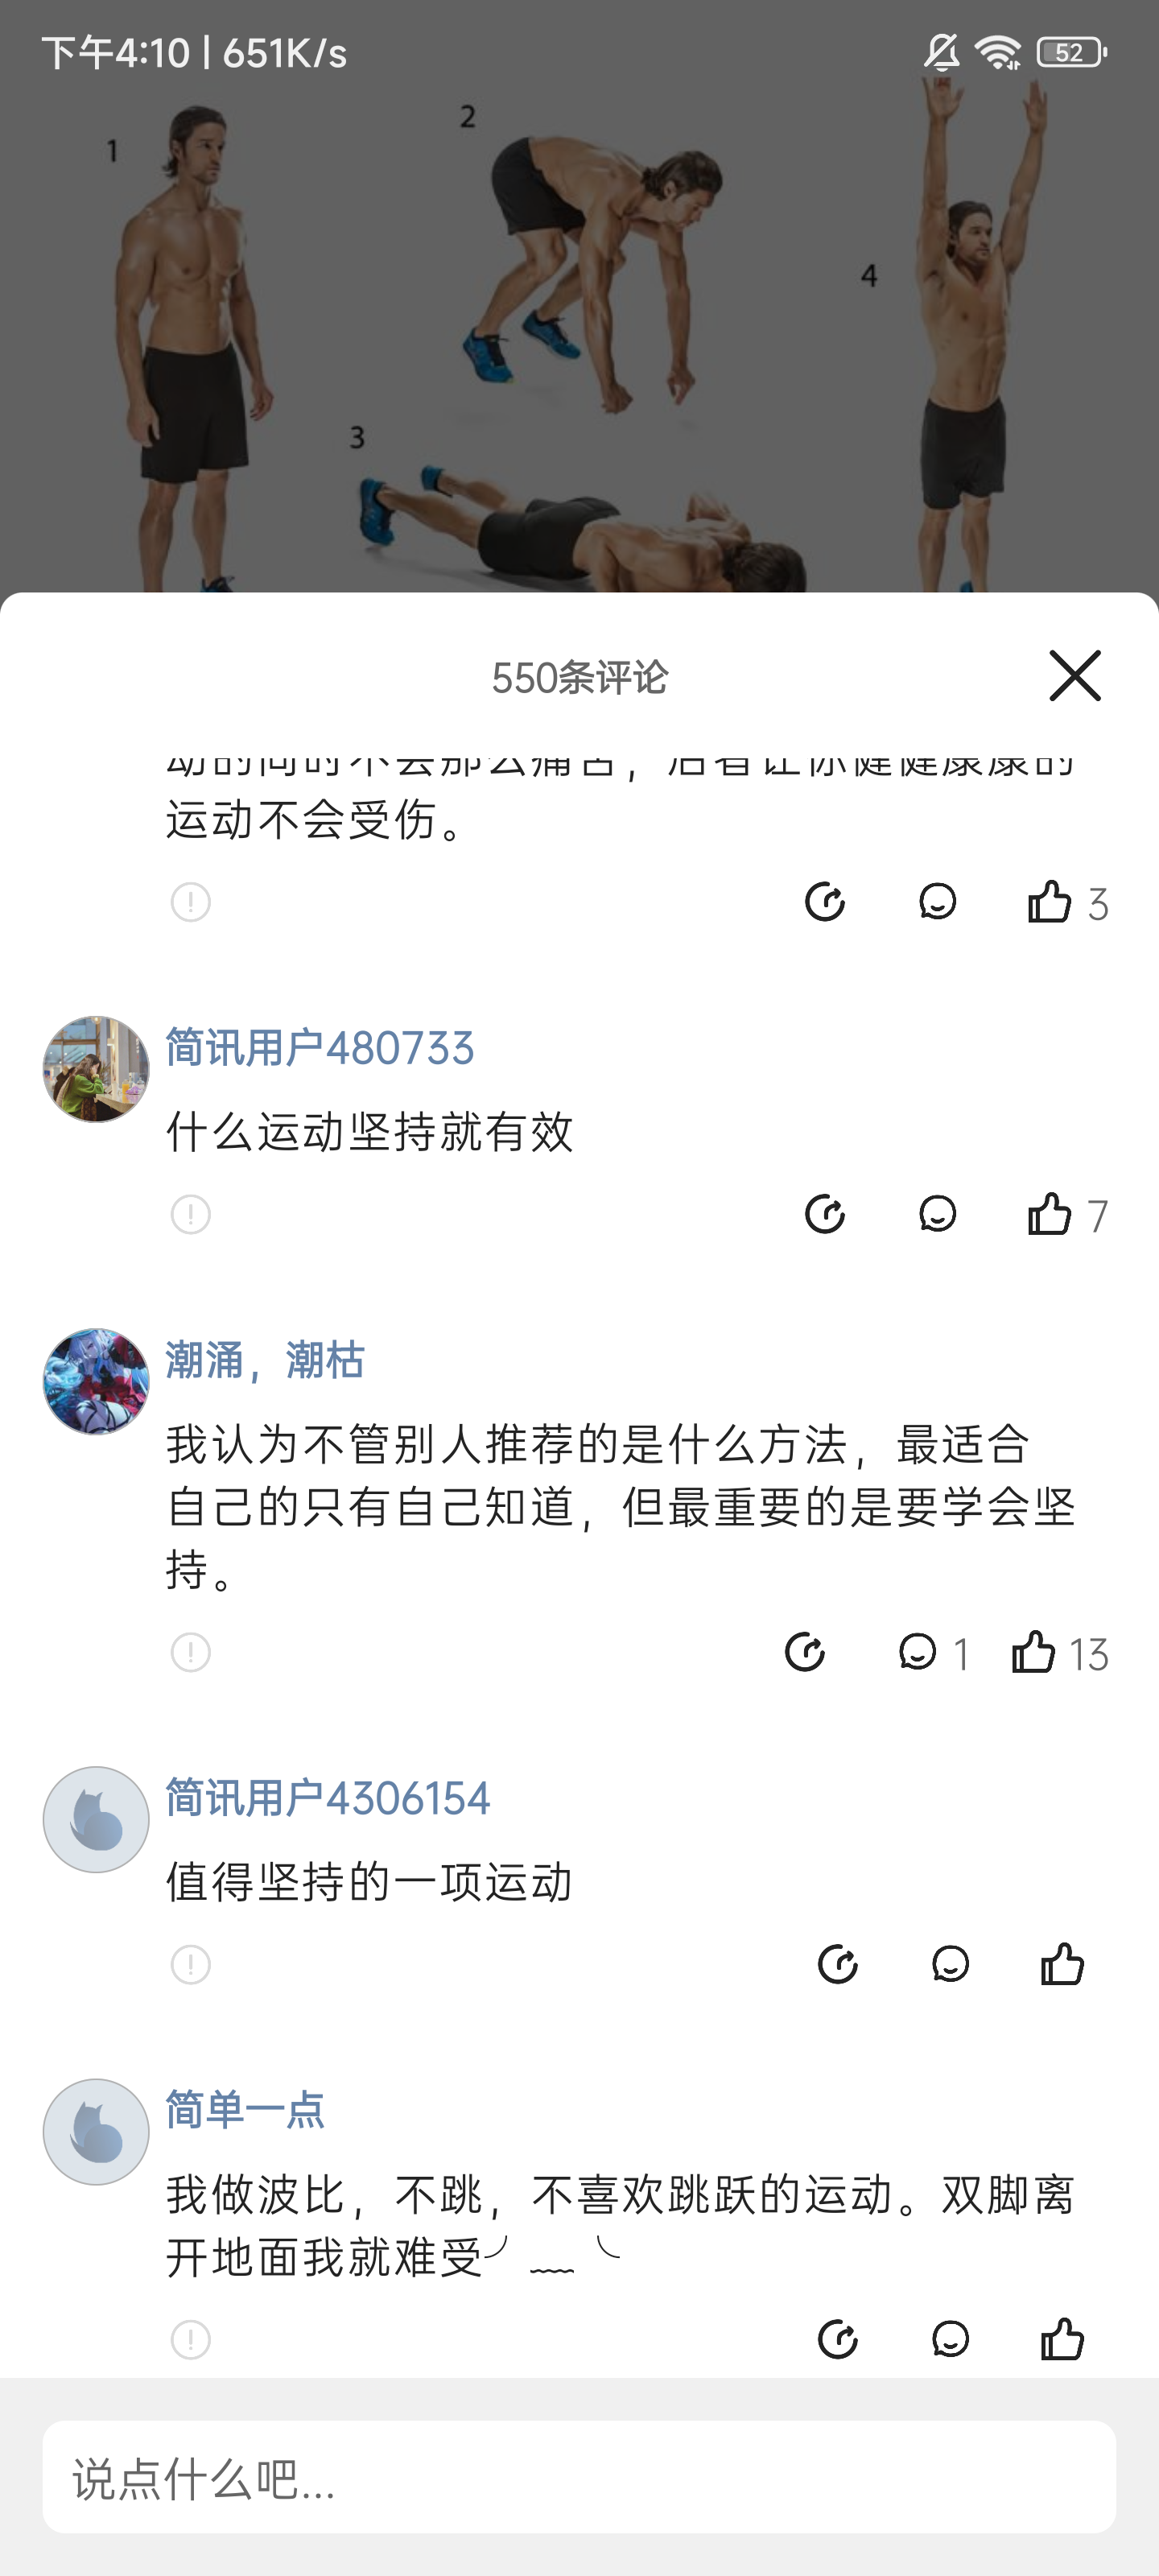 下午4:10 | 651K/s
52
1
2
3
4
550条评论
运动不会受伤。
3
简讯用户480733
什么运动坚持就有效
7
潮涌，潮枯
我认为不管别人推荐的是什么方法，最适合
自己的只有自己知道，但最重要的是要学会坚
持。
1
13
简讯用户4306154
值得坚持的一项运动
简单一点
我做波比，不跳，不喜欢跳跃的运动。双脚离
开地面我就难受╯﹏╰
说点什么吧...